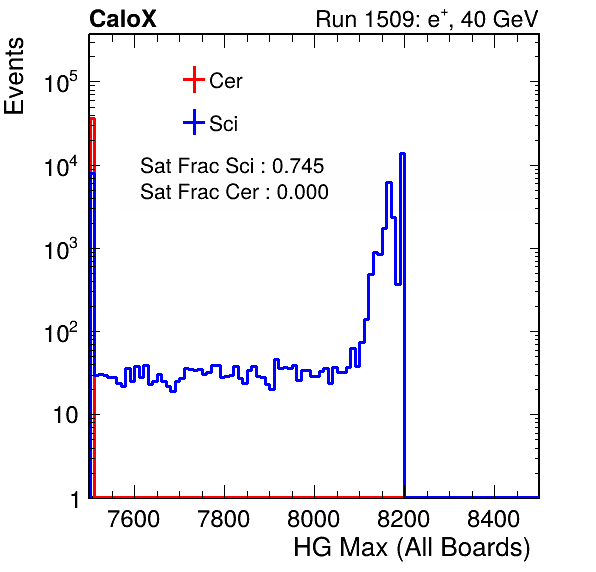 CaloX Run 1509: e⁺, 40 GeV
Events
Cer
Sci
Sat Frac Sci : 0.745
Sat Frac Cer : 0.000
10⁵
10⁴
10³
10²
10
1
7600 7800 8000 8200 8400
HG Max (All Boards)